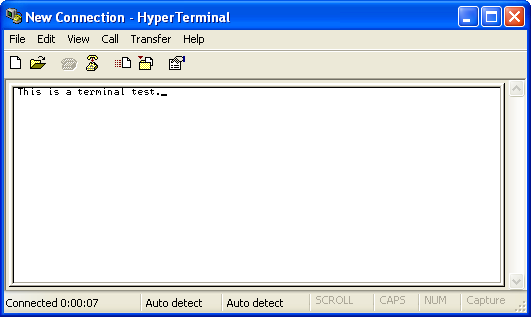 New Connection - HyperTerminal
File Edit View Call Transfer Help
This is a terminal test._
Connected 0:00:07 Auto detect Auto detect SCROLL CAPS NUM Capture